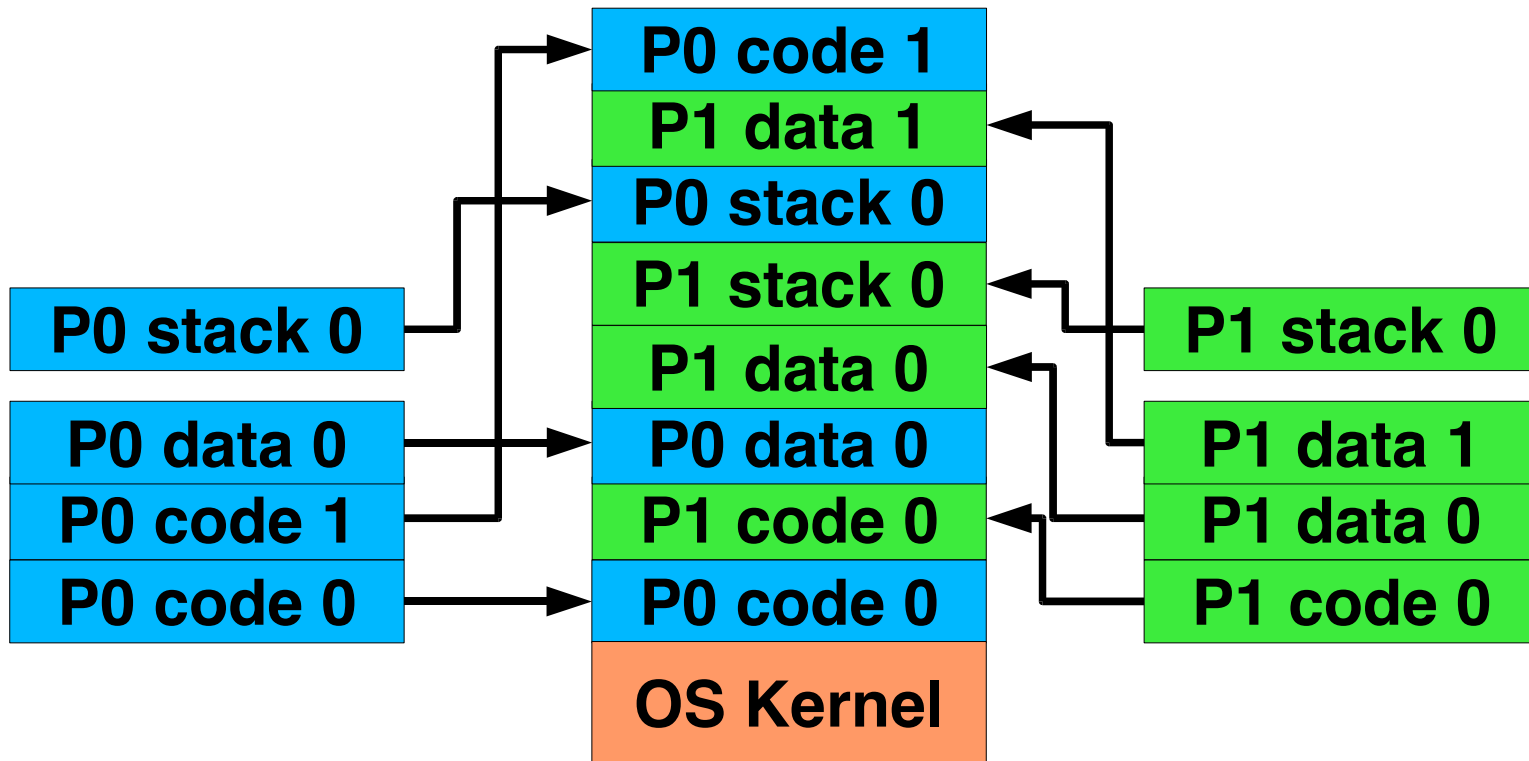 P0 stack 0
P0 data 0
P0 code 1
P0 code 0
P0 code 1
P1 data 1
P0 stack 0
P1 stack 0
P1 data 0
P0 data 0
P1 code 0
P0 code 0
OS Kernel
P1 stack 0
P1 data 1
P1 data 0
P1 code 0